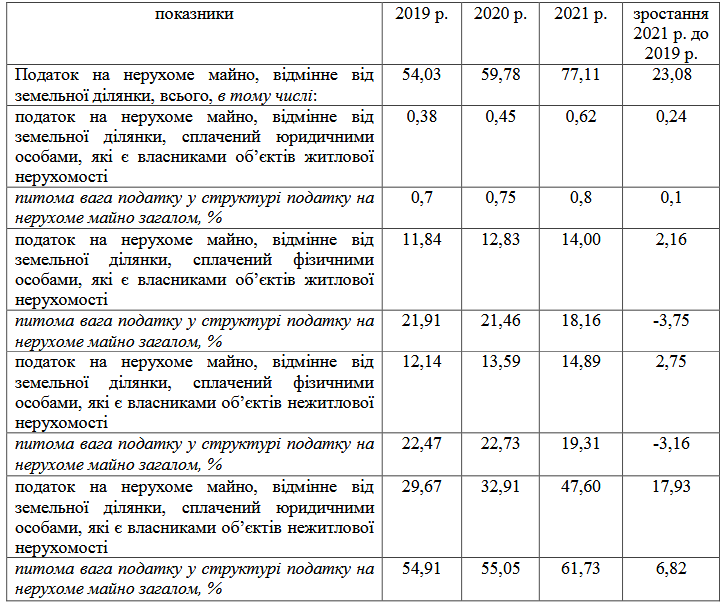 показники 2019 р. 2020 р. 2021 р. зростання
2021 р. до
2019 р.
Податок на нерухоме майно, відмінне від 54,03 59,78 77,11 23,08
земельної ділянки, всього, в тому числі:
податок на нерухоме майно, відмінне від 0,38 0,45 0,62 0,24
земельної ділянки, сплачений юридичними
особами, які є власниками об’єктів житлової
нерухомості
питома вага податку у структурі податку на 0,7 0,75 0,8 0,1
нерухоме майно загалом, %
податок на нерухоме майно, відмінне від 11,84 12,83 14,00 2,16
земельної ділянки, сплачений фізичними
особами, які є власниками об’єктів житлової
нерухомості
питома вага податку у структурі податку на 21,91 21,46 18,16 -3,75
нерухоме майно загалом, %
податок на нерухоме майно, відмінне від 12,14 13,59 14,89 2,75
земельної ділянки, сплачений фізичними
особами, які є власниками об’єктів нежитлової
нерухомості
питома вага податку у структурі податку на 22,47 22,73 19,31 -3,16
нерухоме майно загалом, %
податок на нерухоме майно, відмінне від 29,67 32,91 47,60 17,93
земельної ділянки, сплачений юридичними
особами, які є власниками об’єктів нежитлової
нерухомості
питома вага податку у структурі податку на 54,91 55,05 61,73 6,82
нерухоме майно загалом, %